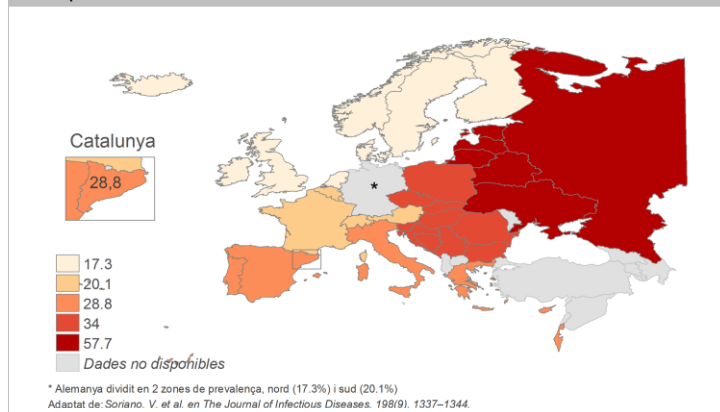 Catalunya
28,8
*
17.3
20.1
28.8
34
57.7
Dades no disponibles
* Alemanya dividit en 2 zones de prevalença, nord (17.3%) i sud (20.1%)
Adaptat de: Soriano, V. et al. en The Journal of Infectious Diseases, 198(9), 1337–1344.